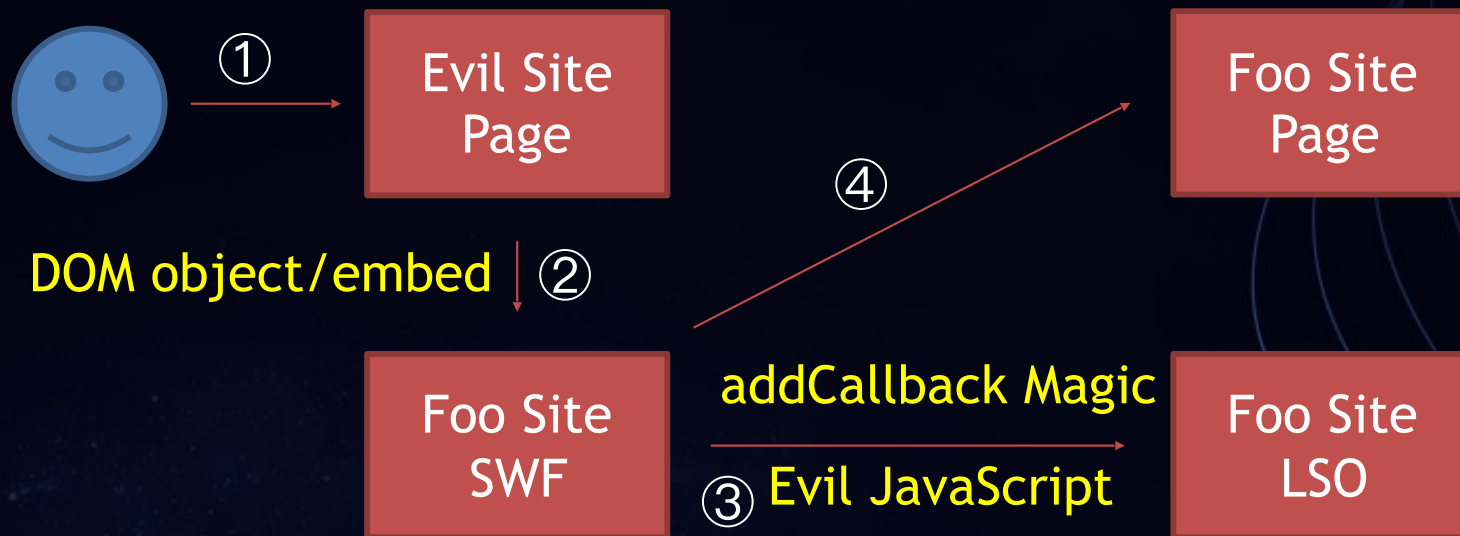 ①
Evil Site
Page
Foo Site
Page
④
DOM object/embed
②
Foo Site
SWF
addCallback Magic
③ Evil JavaScript
Foo Site
LSO